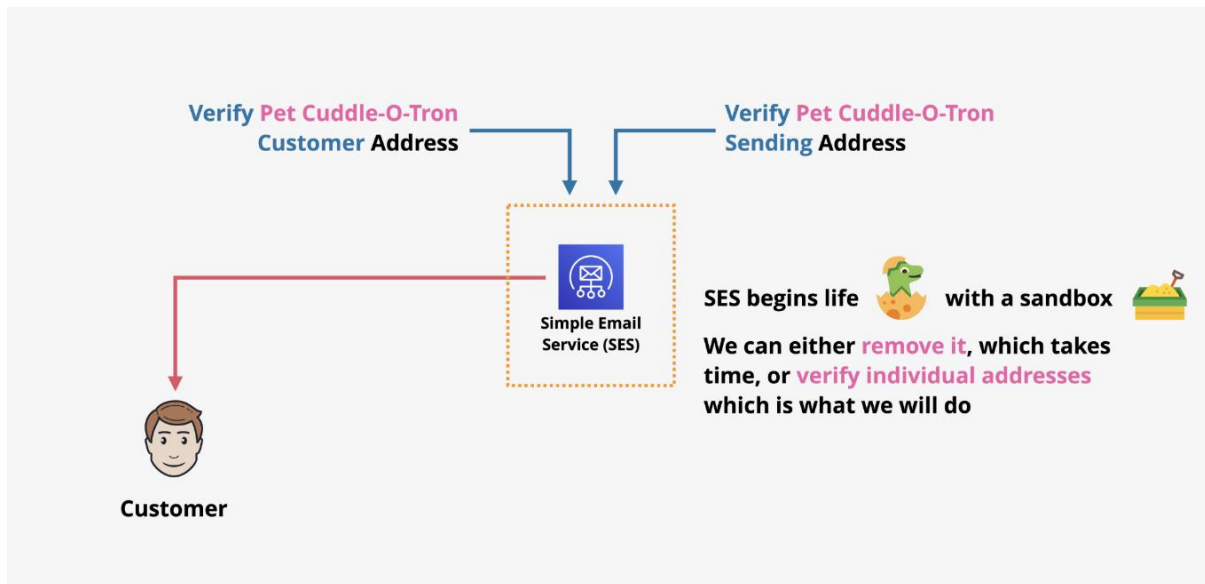 Verify Pet Cuddle-O-Tron
Customer Address
Verify Pet Cuddle-O-Tron
Sending Address
Simple Email
Service (SES)
SES begins life with a sandbox
We can either remove it, which takes
time, or verify individual addresses
which is what we will do
Customer